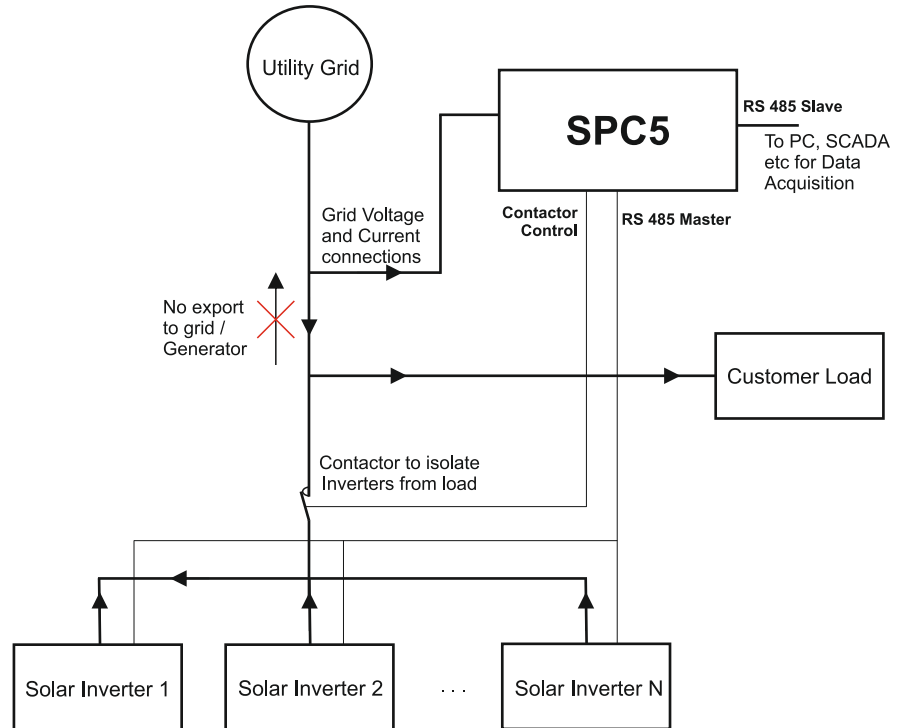 Utility Grid
SPC5
RS 485 Slave
To PC, SCADA
etc for Data
Acquisition
Contactor
Control
RS 485 Master
Grid Voltage
and Current
connections
No export
to grid /
Generator
Customer Load
Contactor to isolate
Inverters from load
Solar Inverter 1
Solar Inverter 2
. . .
Solar Inverter N